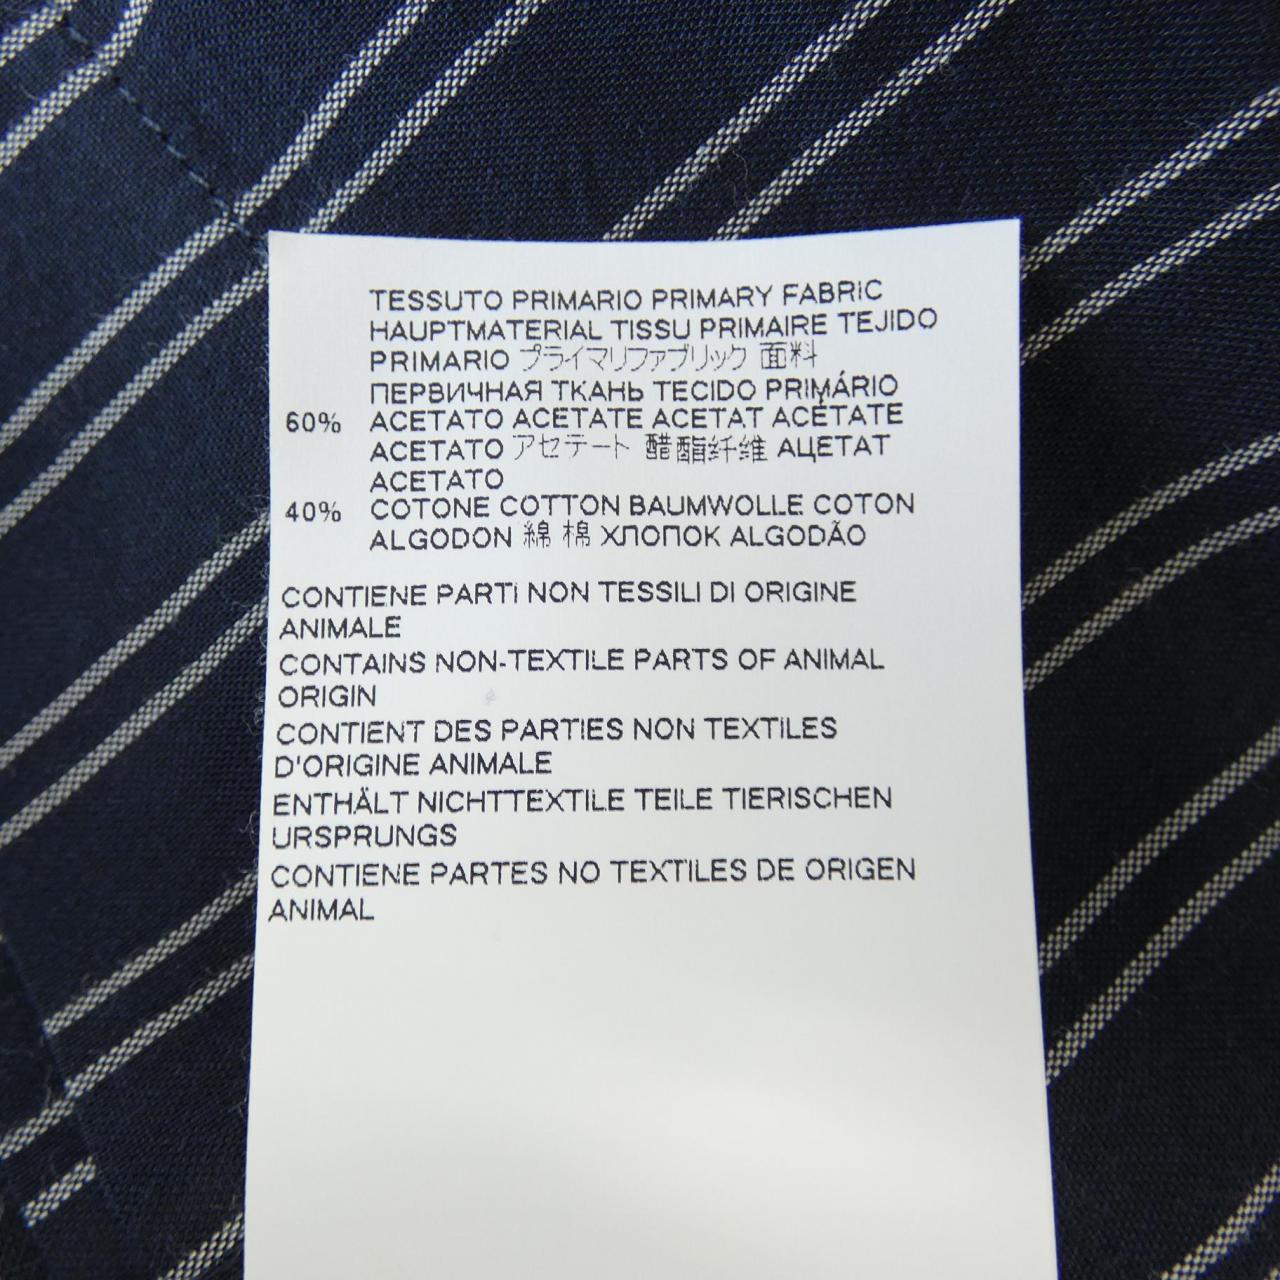 TESSUTO PRIMARIO PRIMARY FABRIC
HAUPTMATERIAL TISSU PRIMAIRE TEJIDO
PRIMARIO プライマリファブリック 面料
ПЕРВИЧНАЯ ТКАНЬ TECIDO PRIMÁRIO
60% ACETATO ACETATE ACETAT ACÉTATE
ACETATO アセテート 醋酯纤维 АЦЕТАТ
ACETATO
40% COTONE COTTON BAUMWOLLE COTON
ALGODON 綿 棉 ХЛОПОК ALGODÃO
CONTIENE PARTI NON TESSILI DI ORIGINE
ANIMALE
CONTAINS NON-TEXTILE PARTS OF ANIMAL
ORIGIN
CONTIENT DES PARTIES NON TEXTILES
D'ORIGINE ANIMALE
ENTHÄLT NICHTTEXTILE TEILE TIERISCHEN
URSPRUNGS
CONTIENE PARTES NO TEXTILES DE ORIGEN
ANIMAL